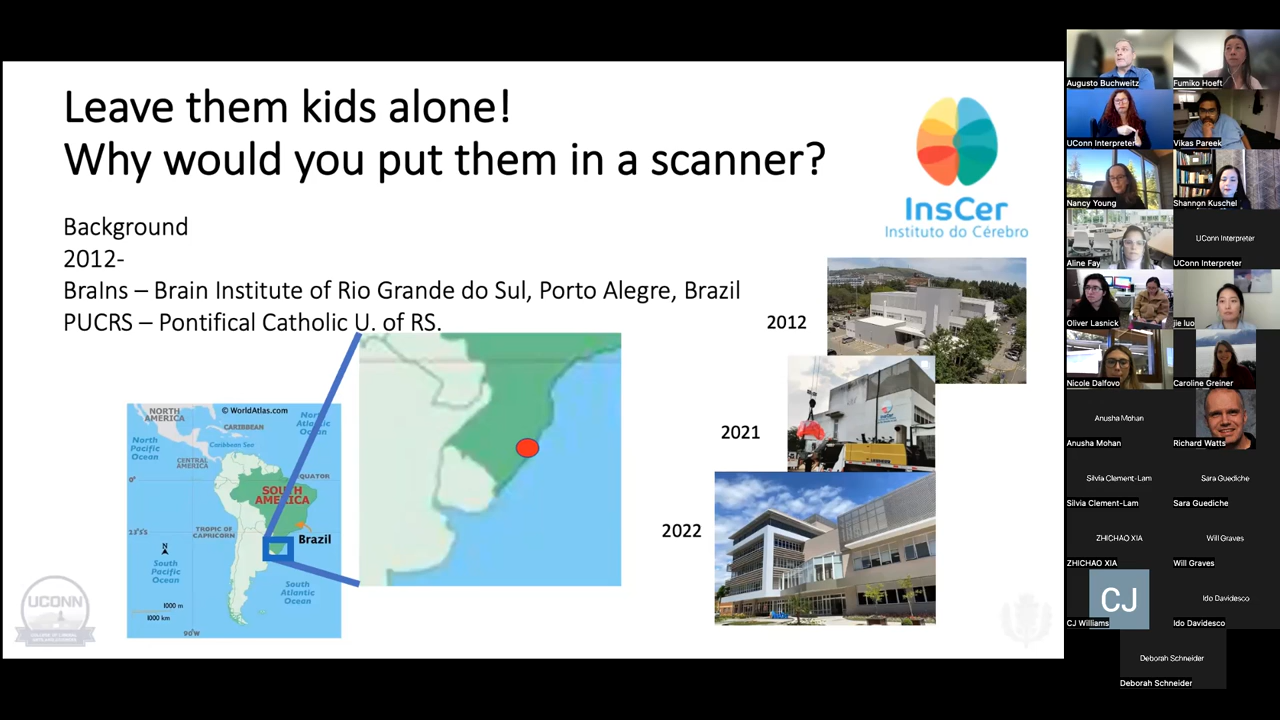 Leave them kids alone!
Why would you put them in a scanner?
InsCer
Instituto do Cérebro
Background
2012-
BraIns – Brain Institute of Rio Grande do Sul, Porto Alegre, Brazil
PUCRS – Pontifical Catholic U. of RS.
2012
2021
InsCer
2022
© WorldAtlas.com
NORTH
AMERICA
North
Atlantic
Ocean
CARIBBEAN
Caribbean Sea
North
Pacific
Ocean
CENTRAL
AMERICA
EQUATOR
0°
SOUTH
AMERICA
23°5'S
TROPIC OF
CAPRICORN
Brazil
N
South
Pacific
Ocean
South
Atlantic
Ocean
1000 m
1000 km
90°W
UCONN
Augusto Buchweitz
Fumiko Hoeft
UConn Interpreter
Vikas Pareek
Nancy Young
Shannon Kuschel
Aline Fay
UConn Interpreter
UConn Interpreter
Oliver Lasnick
jie luo
Nicole Dalfovo
Caroline Greiner
Anusha Mohan
Anusha Mohan
Richard Watts
Silvia Clement-Lam
Silvia Clement-Lam
Sara Guediche
Sara Guediche
ZHICHAO XIA
ZHICHAO XIA
Will Graves
Will Graves
CJ
CJ Williams
Ido Davidesco
Ido Davidesco
Deborah Schneider
Deborah Schneider